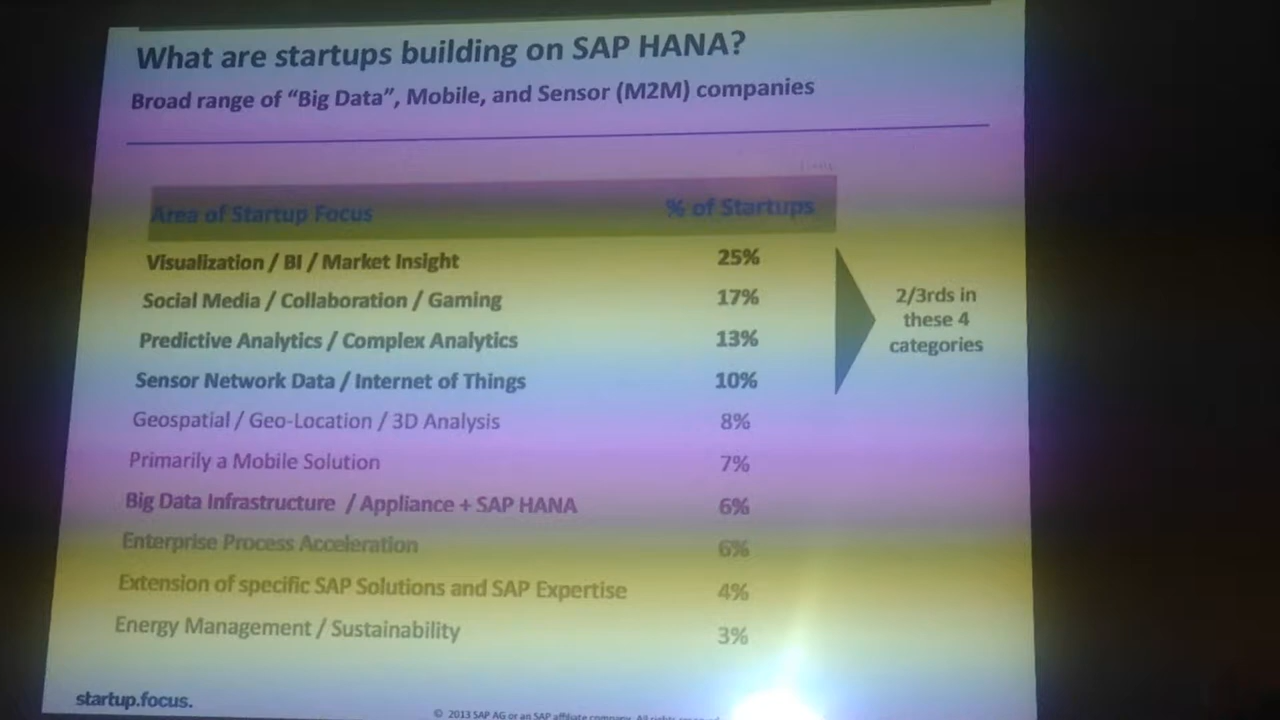 What are startups building on SAP HANA?
Broad range of “Big Data”, Mobile, and Sensor (M2M) companies
Area of Startup Focus % of Startups
Visualization / BI / Market Insight 25%
Social Media / Collaboration / Gaming 17%
Predictive Analytics / Complex Analytics 13%
Sensor Network Data / Internet of Things 10%
Geospatial / Geo-Location / 3D Analysis 8%
Primarily a Mobile Solution 7%
Big Data Infrastructure / Appliance + SAP HANA 6%
Enterprise Process Acceleration 6%
Extension of specific SAP Solutions and SAP Expertise 4%
Energy Management / Sustainability 3%
2/3rds in
these 4
categories
startup.focus.
© 2013 SAP AG or an SAP affiliate company. All rights